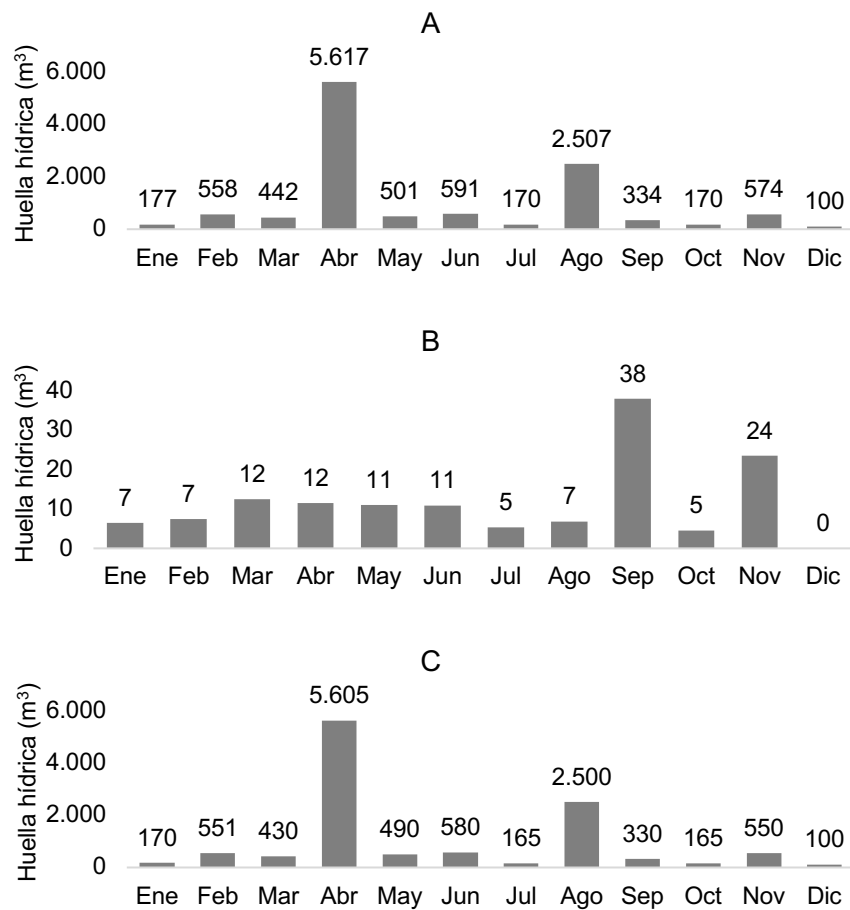 A
Huella hídrica (m³)
6.000
4.000
2.000
0
177 558 442 5.617 501 591 170 2.507 334 170 574 100
Ene Feb Mar Abr May Jun Jul Ago Sep Oct Nov Dic
B
Huella hídrica (m³)
40
30
20
10
0
7 7 12 12 11 11 5 7 38 5 24 0
Ene Feb Mar Abr May Jun Jul Ago Sep Oct Nov Dic
C
Huella hídrica (m³)
6.000
4.000
2.000
0
170 551 430 5.605 490 580 165 2.500 330 165 550 100
Ene Feb Mar Abr May Jun Jul Ago Sep Oct Nov Dic